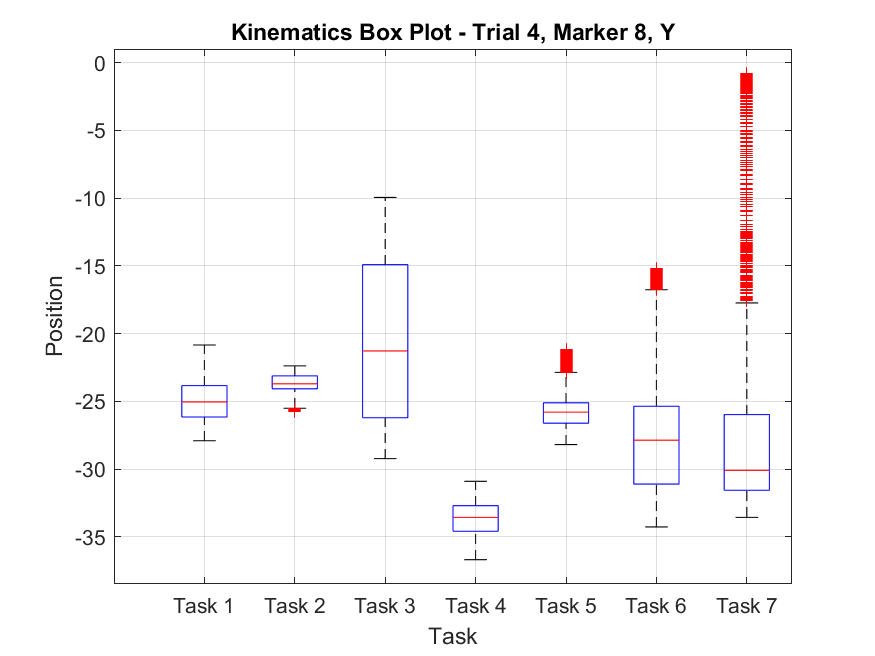 Kinematics Box Plot - Trial 4, Marker 8, Y
0
-5
-10
-15
-20
-25
-30
-35
Position
Task 1 Task 2 Task 3 Task 4 Task 5 Task 6 Task 7
Task